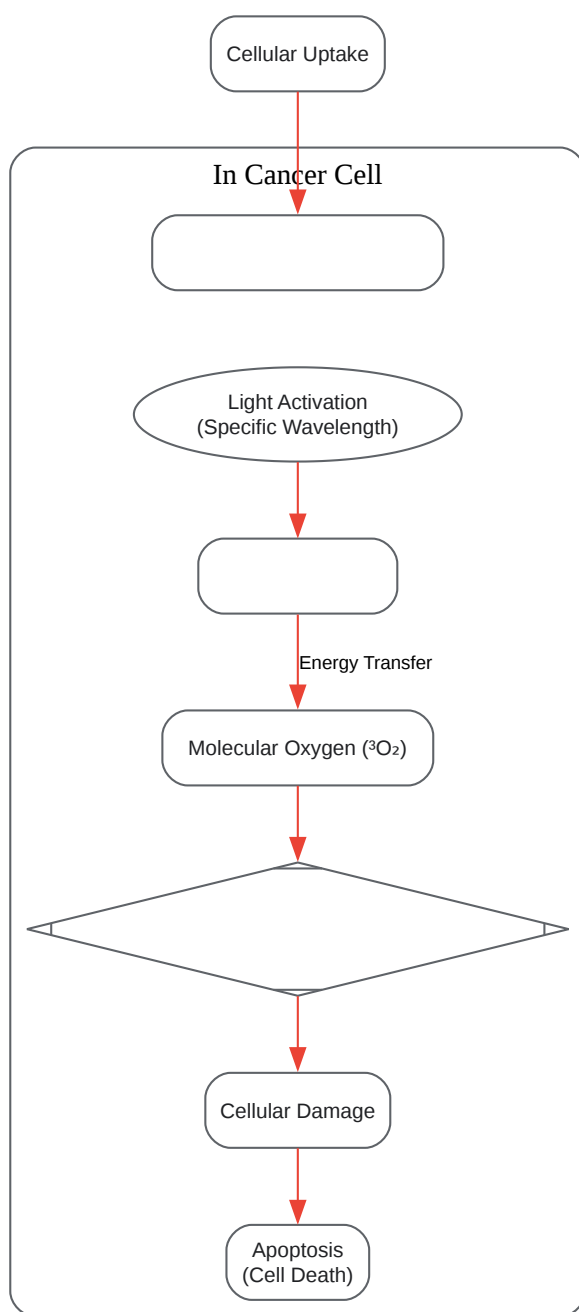 Cellular Uptake
In Cancer Cell
Light Activation
(Specific Wavelength)
Energy Transfer
Molecular Oxygen (³O₂)
Cellular Damage
Apoptosis
(Cell Death)